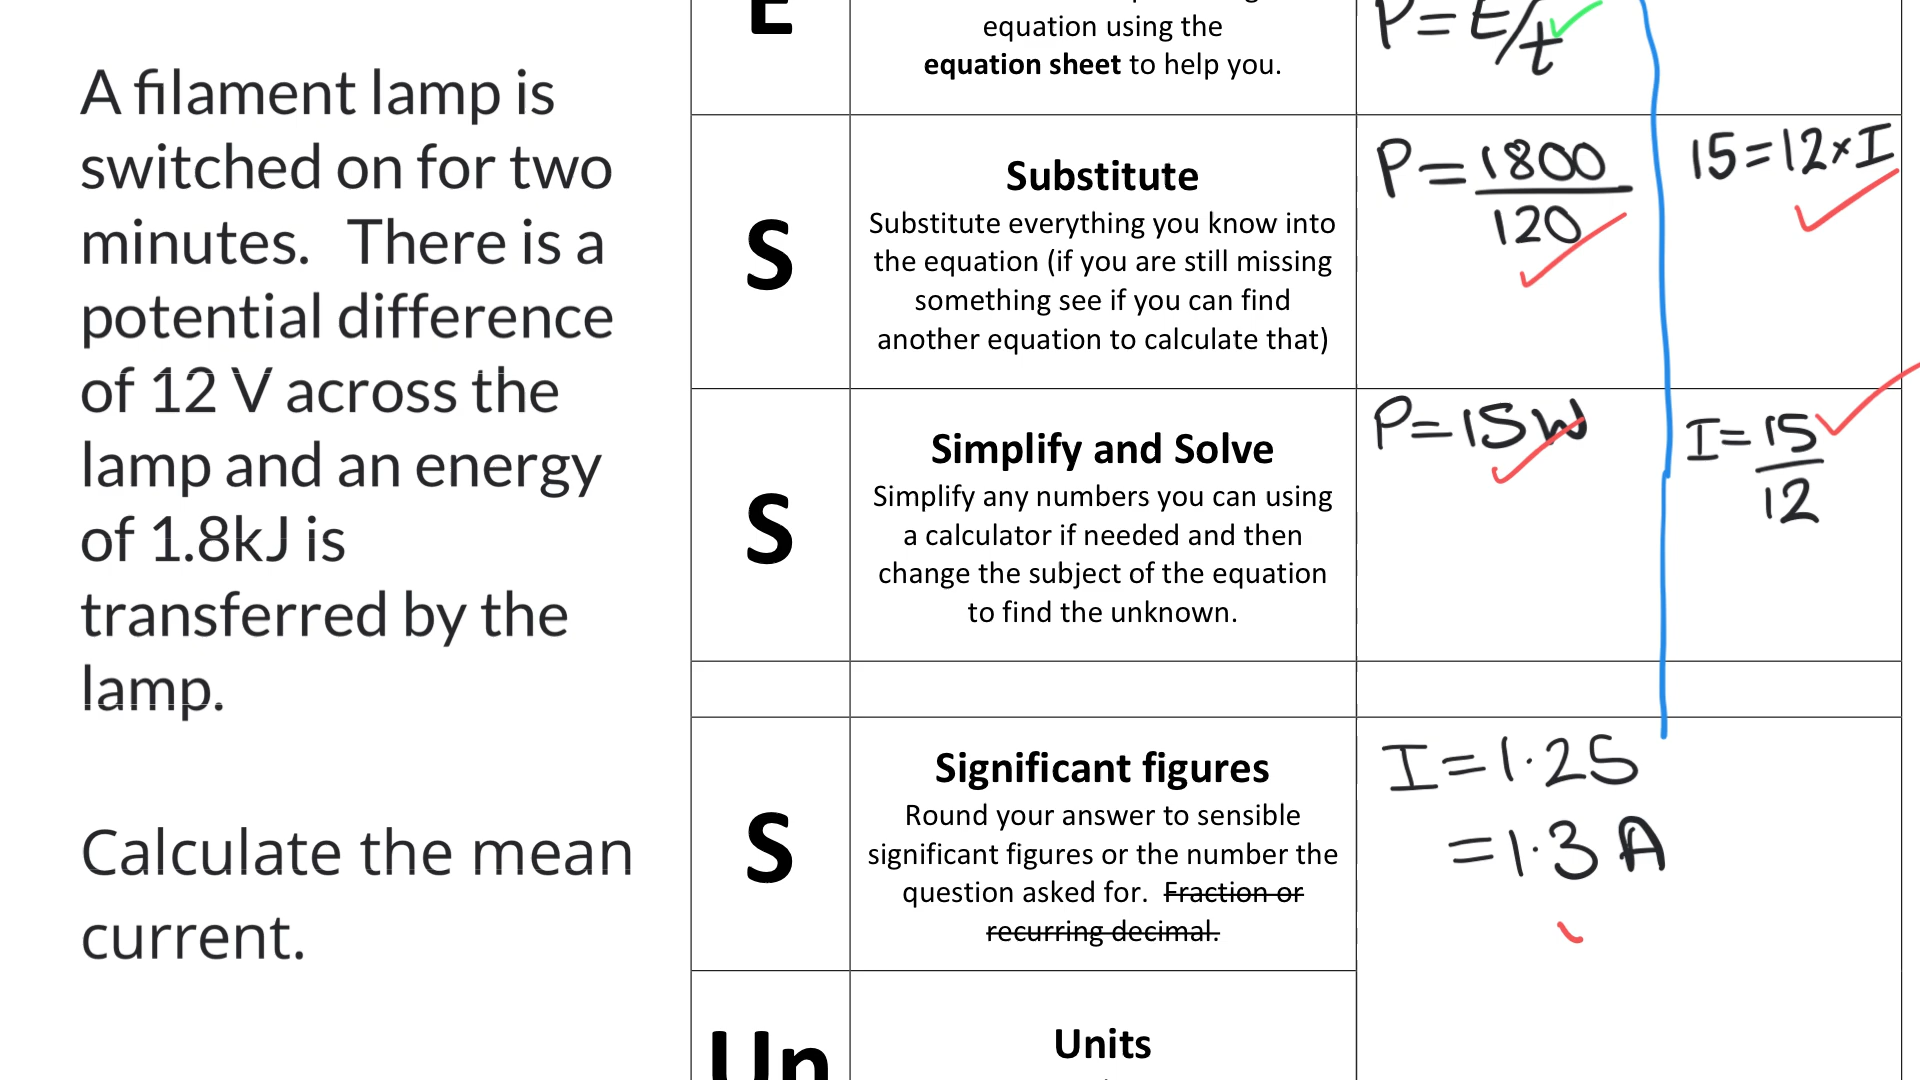 A filament lamp is
switched on for two
minutes. There is a
potential difference
of 12 V across the
lamp and an energy
of 1.8kJ is
transferred by the
lamp.
Calculate the mean
current.
E
equation using the
equation sheet to help you.
P = E/t
S
Substitute
Substitute everything you know into
the equation (if you are still missing
something see if you can find
another equation to calculate that)
P = 1800
120
15 = 12 × I
S
Simplify and Solve
Simplify any numbers you can using
a calculator if needed and then
change the subject of the equation
to find the unknown.
P = 15 W
I = 15
12
S
Significant figures
Round your answer to sensible
significant figures or the number the
question asked for. Fraction or
recurring decimal.
I = 1.25
= 1.3 A
Un
Units